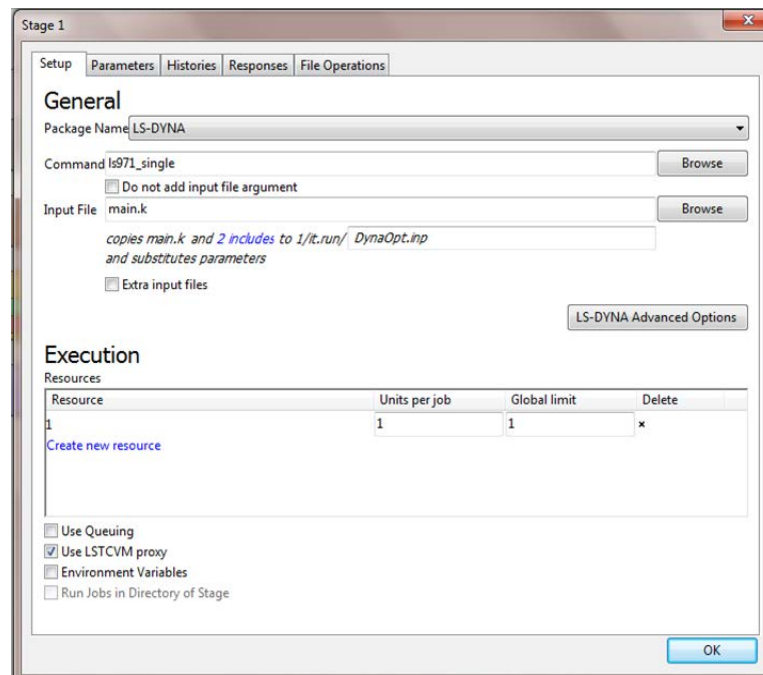 Stage 1
Setup Parameters Histories Responses File Operations
General
Package Name LS-DYNA
Command ls971_single Browse
Do not add input file argument
Input File main.k Browse
copies main.k and 2 includes to 1/it.run/ DynaOpt.inp
and substitutes parameters
Extra input files
LS-DYNA Advanced Options
Execution
Resources
Resource Units per job Global limit Delete
1 1 1 ×
Create new resource
Use Queuing
Use LSTCVM proxy
Environment Variables
Run Jobs in Directory of Stage
OK